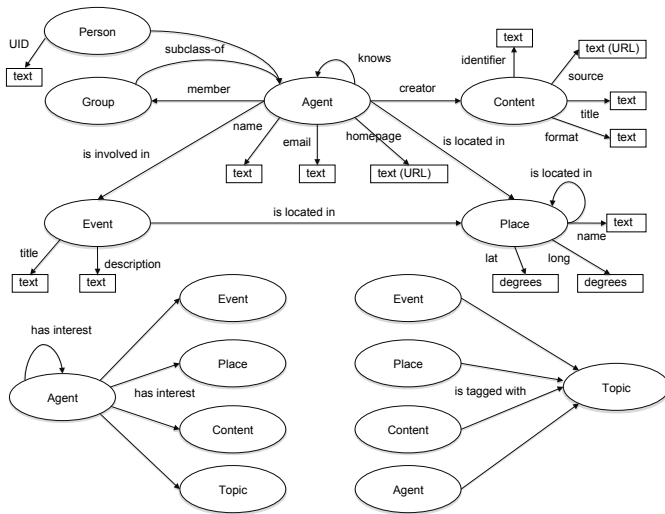 Person
UID
text
subclass-of
Group
member
Agent
knows
creator
Content
identifier
text
text (URL)
source
text
title
format
text
name
text
email
text
homepage
text (URL)
is involved in
is located in
Event
is located in
Place
is located in
text
name
title
text
description
text
lat
degrees
long
degrees
has interest
Agent
Event
Place
has interest
Content
Topic
Event
Place
is tagged with
Content
Agent
Topic